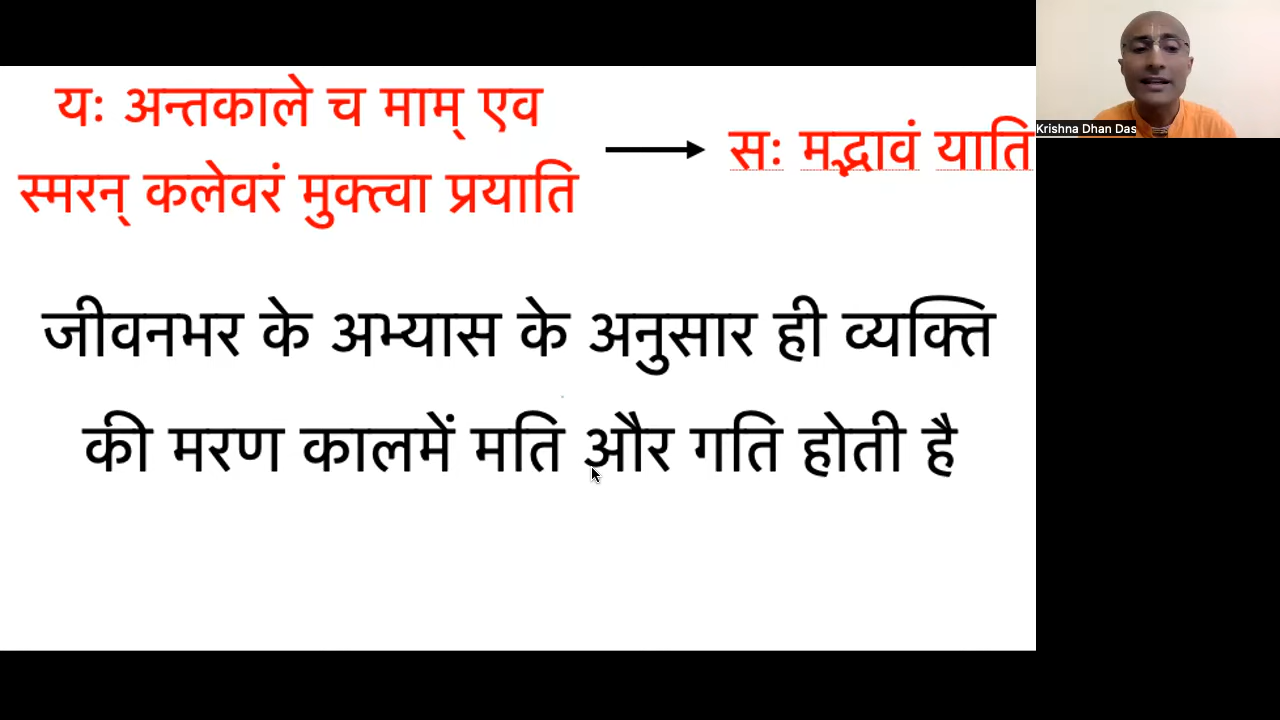 यः अन्तकाले च माम् एव
स्मरन् कलेवरं मुक्त्वा प्रयाति
सः मद्भावं याति
जीवनभर के अभ्यास के अनुसार ही व्यक्ति
की मरण कालमें मति और गति होती है
Krishna Dhan Das